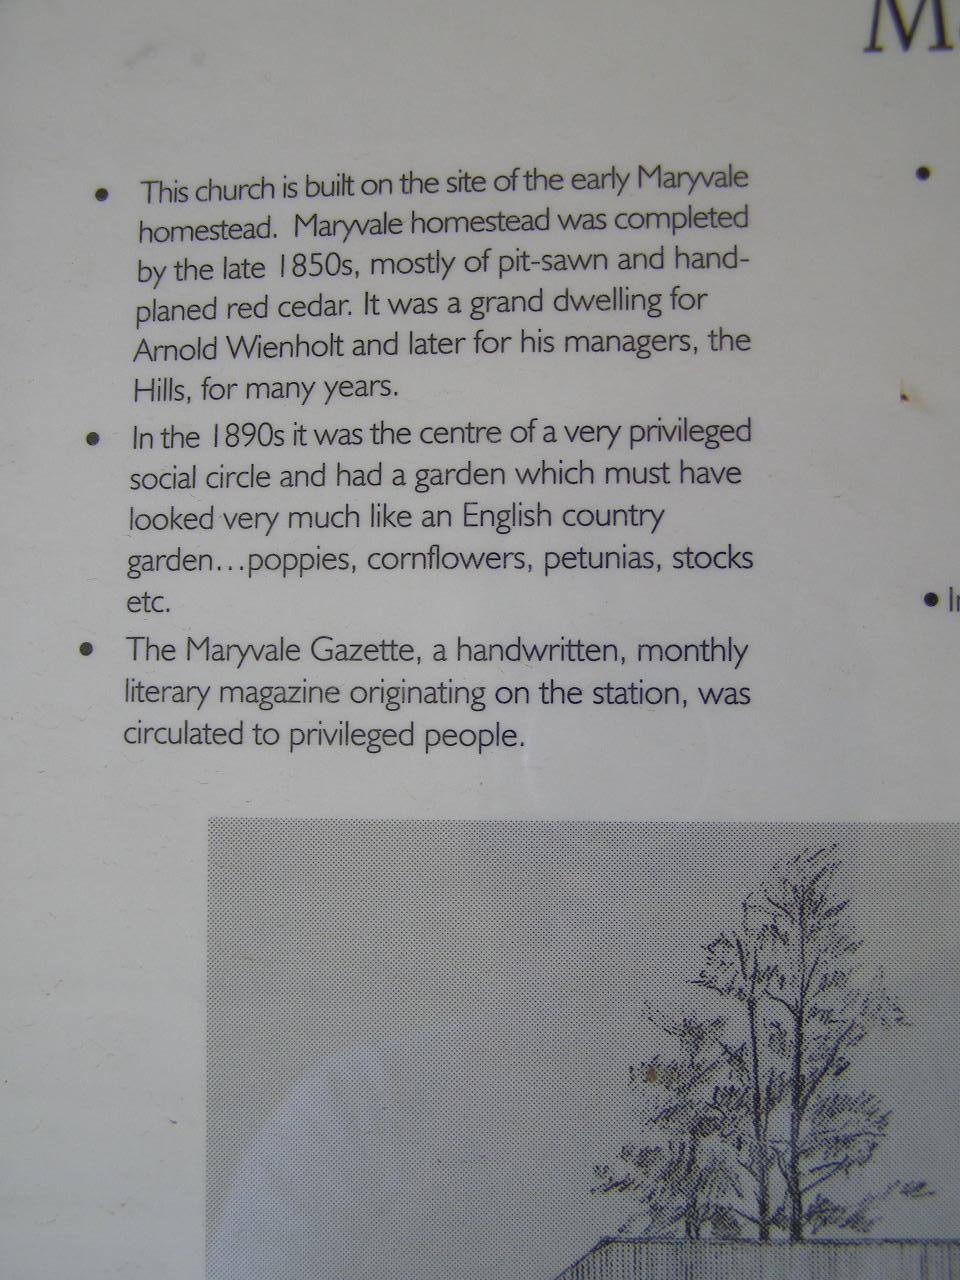 • This church is built on the site of the early Maryvale
homestead. Maryvale homestead was completed
by the late 1850s, mostly of pit-sawn and hand-
planed red cedar. It was a grand dwelling for
Arnold Wienholt and later for his managers, the
Hills, for many years.
• In the 1890s it was the centre of a very privileged
social circle and had a garden which must have
looked very much like an English country
garden...poppies, cornflowers, petunias, stocks
etc.
• The Maryvale Gazette, a handwritten, monthly
literary magazine originating on the station, was
circulated to privileged people.